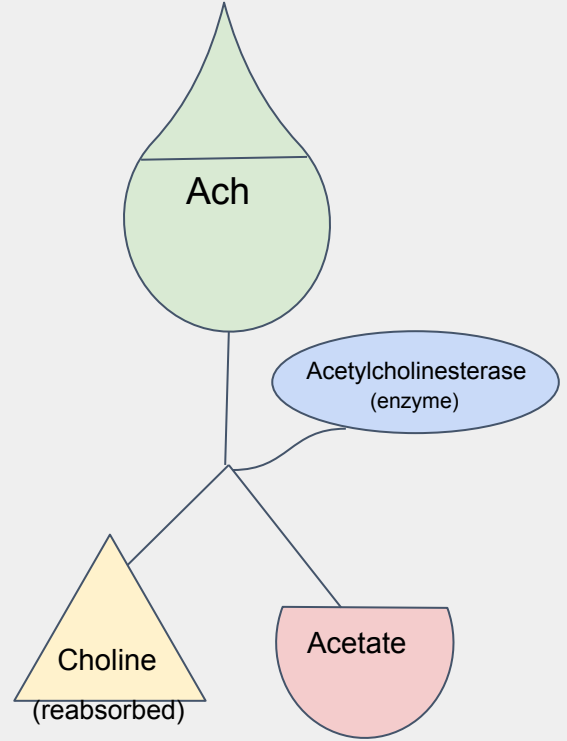 Ach
Acetylcholinesterase
(enzyme)
Choline
(reabsorbed)
Acetate